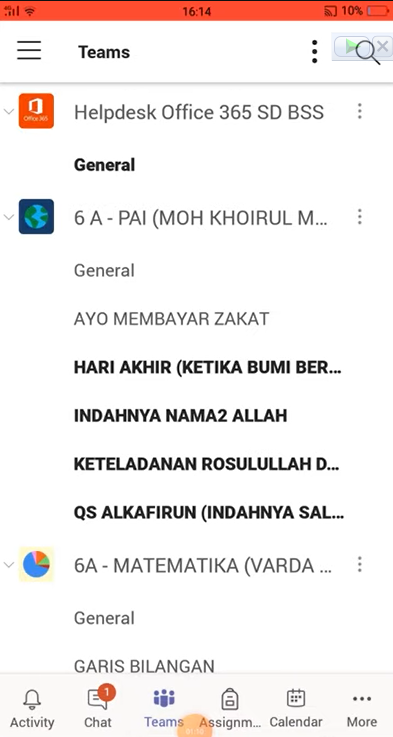 16:14
10%
Teams
Office 365
Helpdesk Office 365 SD BSS
General
6 A - PAI (MOH KHOIRUL M...
General
AYO MEMBAYAR ZAKAT
HARI AKHIR (KETIKA BUMI BER...
INDAHNYA NAMA2 ALLAH
KETELADANAN ROSULULLAH D...
QS ALKAFIRUN (INDAHNYA SAL...
6A - MATEMATIKA (VARDA ...
General
GARIS BILANGAN
1
Activity
Chat
Teams
Assignm...
Calendar
More